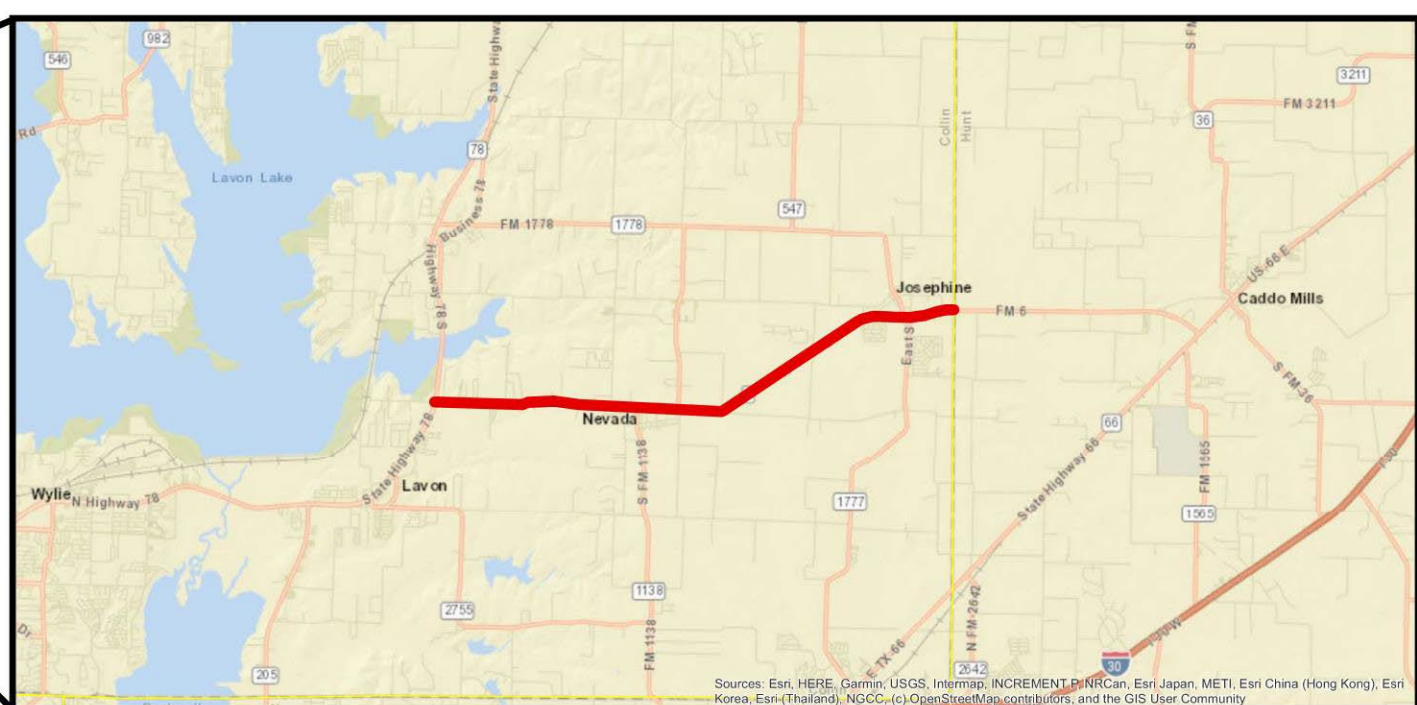 982
546
State Highw
S FM
3211
FM 3211
Rd
36
Collin
Hunt
78
Lavon Lake
Business 78
547
FM 1778
1778
Highway 78 S
US-66 E
Josephine
Caddo Mills
FM 6
East S
S FM-36
Nevada
66
State Highway 78
S FM 1138
I-30
Lavon
Wylie
N Highway 78
State Highway 66
1777
1565
1138
2755
N FM-2642
FM 1138
Dr
E TX-66
I-30 W
30
205
2642
Sources: Esri, HERE, Garmin, USGS, Intermap, INCREMENT P, NRCan, Esri Japan, METI, Esri China (Hong Kong), Esri
Korea, Esri (Thailand), NGCC, (c) OpenStreetMap contributors, and the GIS User Community